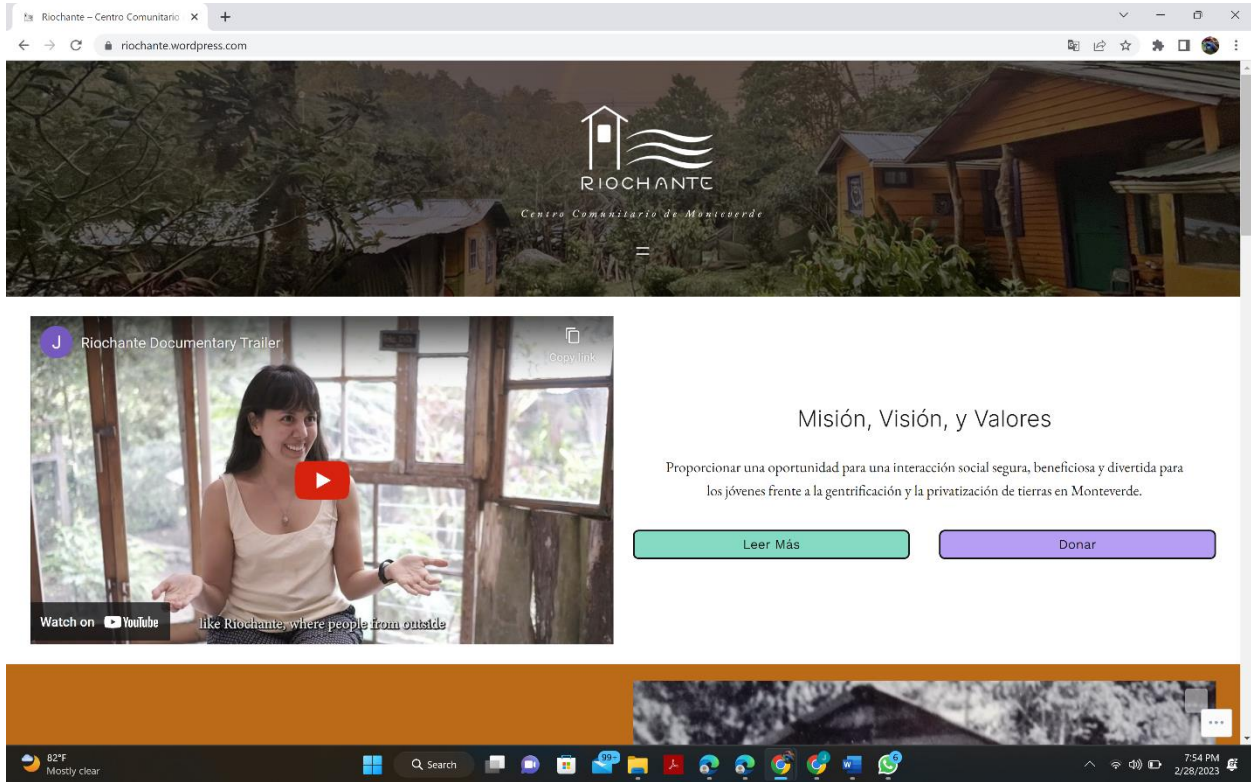 Riochante – Centro Comunitario
riochante.wordpress.com
RIOCHANTE
Centro Comunitario de Monteverde
J Riochante Documentary Trailer
Copy link
Watch on YouTube
like Riochante, where people from outside
Misión, Visión, y Valores
Proporcionar una oportunidad para una interacción social segura, beneficiosa y divertida para
los jóvenes frente a la gentrificación y la privatización de tierras en Monteverde.
Leer Más
Donar
82°F
Mostly clear
Search
99+
6
7:54 PM
2/28/2023